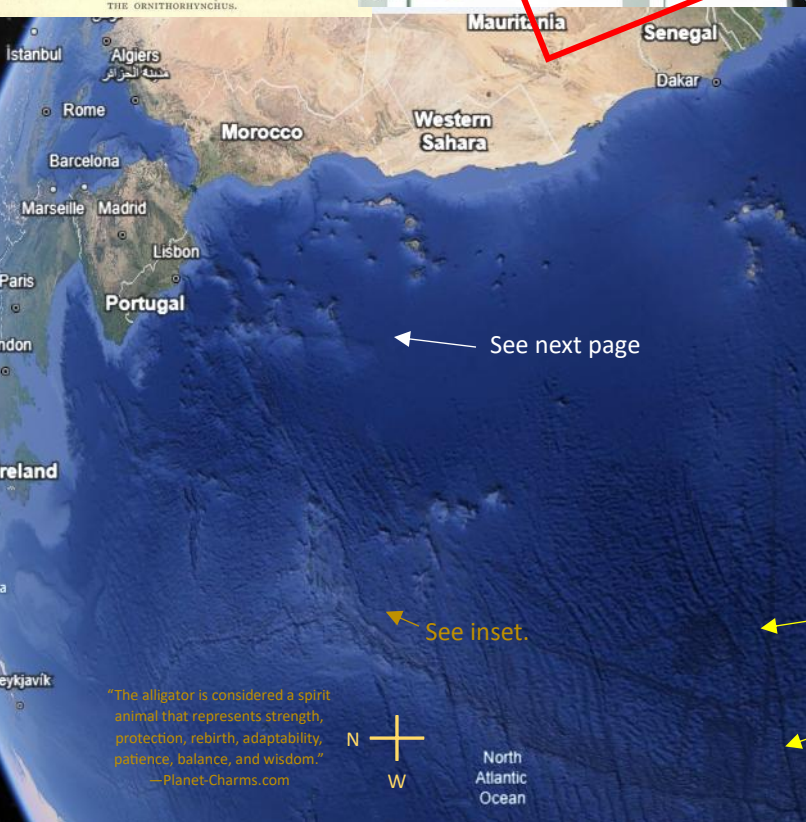 THE ORNITHORHYNCHUS.
Mauritania
Senegal
İstanbul
Algiers
مدينة الجزائر
Dakar
Rome
Western
Sahara
Morocco
Barcelona
Marseille
Madrid
Lisbon
Paris
Portugal
ndon
See next page
reland
a
See inset.
eykjavík
"The alligator is considered a spirit
animal that represents strength,
protection, rebirth, adaptability,
patience, balance, and wisdom."
—Planet-Charms.com
N
W
North
Atlantic
Ocean